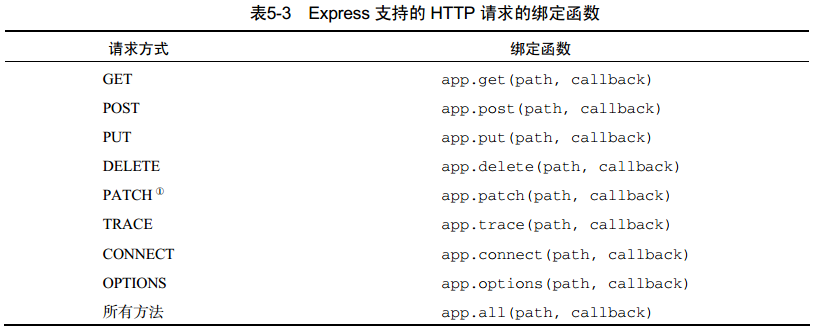 表5-3 Express 支持的 HTTP 请求的绑定函数
请求方式 绑定函数
GET app.get(path, callback)
POST app.post(path, callback)
PUT app.put(path, callback)
DELETE app.delete(path, callback)
PATCH① app.patch(path, callback)
TRACE app.trace(path, callback)
CONNECT app.connect(path, callback)
OPTIONS app.options(path, callback)
所有方法 app.all(path, callback)